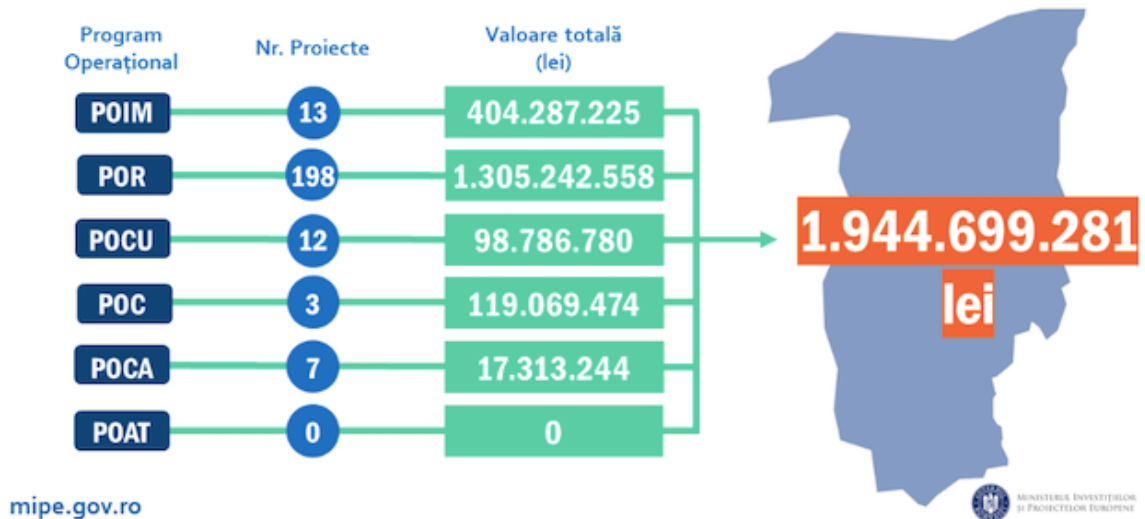 Program
Operațional
Nr. Proiecte
Valoare totală
(lei)
POIM
13
404.287.225
POR
198
1.305.242.558
POCU
12
98.786.780
POC
3
119.069.474
POCA
7
17.313.244
POAT
0
0
1.944.699.281
lei
mipe.gov.ro
MINISTERUL INVESTIȚIILOR
ȘI PROIECTELOR EUROPENE